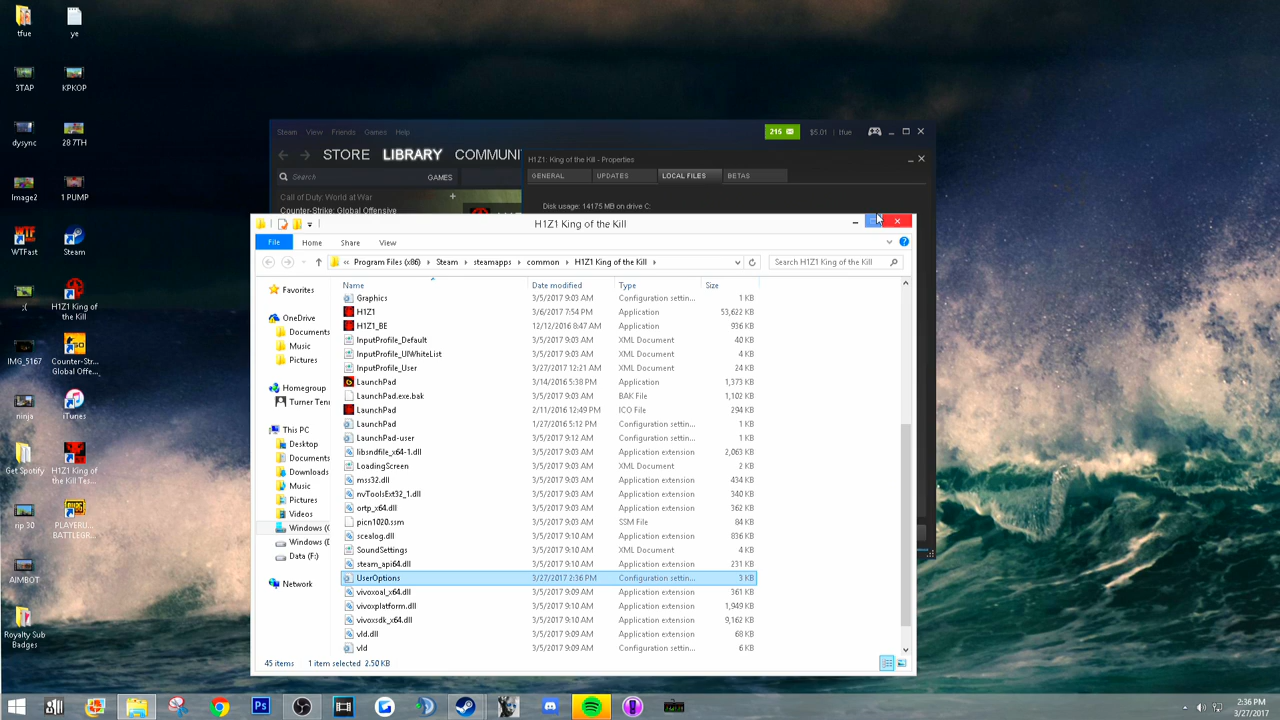 tfue
ye
3TAP
KPKOP
dysync
28 7TH
Image2
1 PUMP
WTFast
Steam
;(
H1Z1 King of
the Kill
IMG_5167
Counter-Str...
Global Offensive...
ninja
iTunes
Get Spotify
H1Z1 King of
the Kill Tes...
rip 30
PLAYERU...
BATTLEGR...
AIMBOT
Royalty Sub
Badges
Steam View Friends Games Help
215
$5.01 tfue
STORE LIBRARY COMMUNI
Search GAMES
Call of Duty: World at War
Counter-Strike: Global Offensive
H1Z1: King of the Kill - Properties
GENERAL UPDATES LOCAL FILES BETAS
Disk usage: 14175 MB on drive C:
H1Z1 King of the Kill
File Home Share View
Program Files (x86) Steam steamapps common H1Z1 King of the Kill
Search H1Z1 King of the Kill
Favorites
OneDrive
Documents
Music
Pictures
Homegroup
Turner Ten
This PC
Desktop
Documents
Downloads
Music
Pictures
Videos
Windows (C
Windows (D
Data (F:)
Network
Name Date modified Type Size
Graphics 3/5/2017 9:03 AM Configuration settin... 1 KB
H1Z1 3/6/2017 7:54 PM Application 53,622 KB
H1Z1_BE 12/12/2016 8:47 AM Application 936 KB
InputProfile_Default 3/5/2017 9:03 AM XML Document 40 KB
InputProfile_UIWhiteList 3/5/2017 9:03 AM XML Document 4 KB
InputProfile_User 3/27/2017 12:21 AM XML Document 24 KB
LaunchPad 3/14/2016 5:38 PM Application 1,373 KB
LaunchPad.exe.bak 3/5/2017 9:03 AM BAK File 1,102 KB
LaunchPad 2/11/2016 12:49 PM ICO File 294 KB
LaunchPad 1/27/2016 5:12 PM Configuration settin... 1 KB
LaunchPad-user 3/5/2017 9:12 AM Configuration settin... 1 KB
libsndfile_x64-1.dll 3/5/2017 9:03 AM Application extension 2,063 KB
LoadingScreen 3/5/2017 9:03 AM XML Document 2 KB
mss32.dll 3/5/2017 9:03 AM Application extension 434 KB
nvToolsExt32_1.dll 3/5/2017 9:03 AM Application extension 340 KB
ortp_x64.dll 3/5/2017 9:03 AM Application extension 362 KB
picn1020.ssm 3/5/2017 9:03 AM SSM File 84 KB
scealog.dll 3/5/2017 9:10 AM Application extension 836 KB
SoundSettings 3/5/2017 9:10 AM XML Document 4 KB
steam_api64.dll 3/5/2017 9:10 AM Application extension 231 KB
UserOptions 3/27/2017 2:36 PM Configuration settin... 3 KB
vivoxoal_x64.dll 3/5/2017 9:10 AM Application extension 361 KB
vivoxplatform.dll 3/5/2017 9:10 AM Application extension 1,949 KB
vivoxsdk_x64.dll 3/5/2017 9:10 AM Application extension 9,162 KB
vld.dll 3/5/2017 9:09 AM Application extension 68 KB
vld 3/5/2017 9:03 AM Configuration settin... 6 KB
45 items 1 item selected 2.50 KB
2:36 PM
3/27/2017